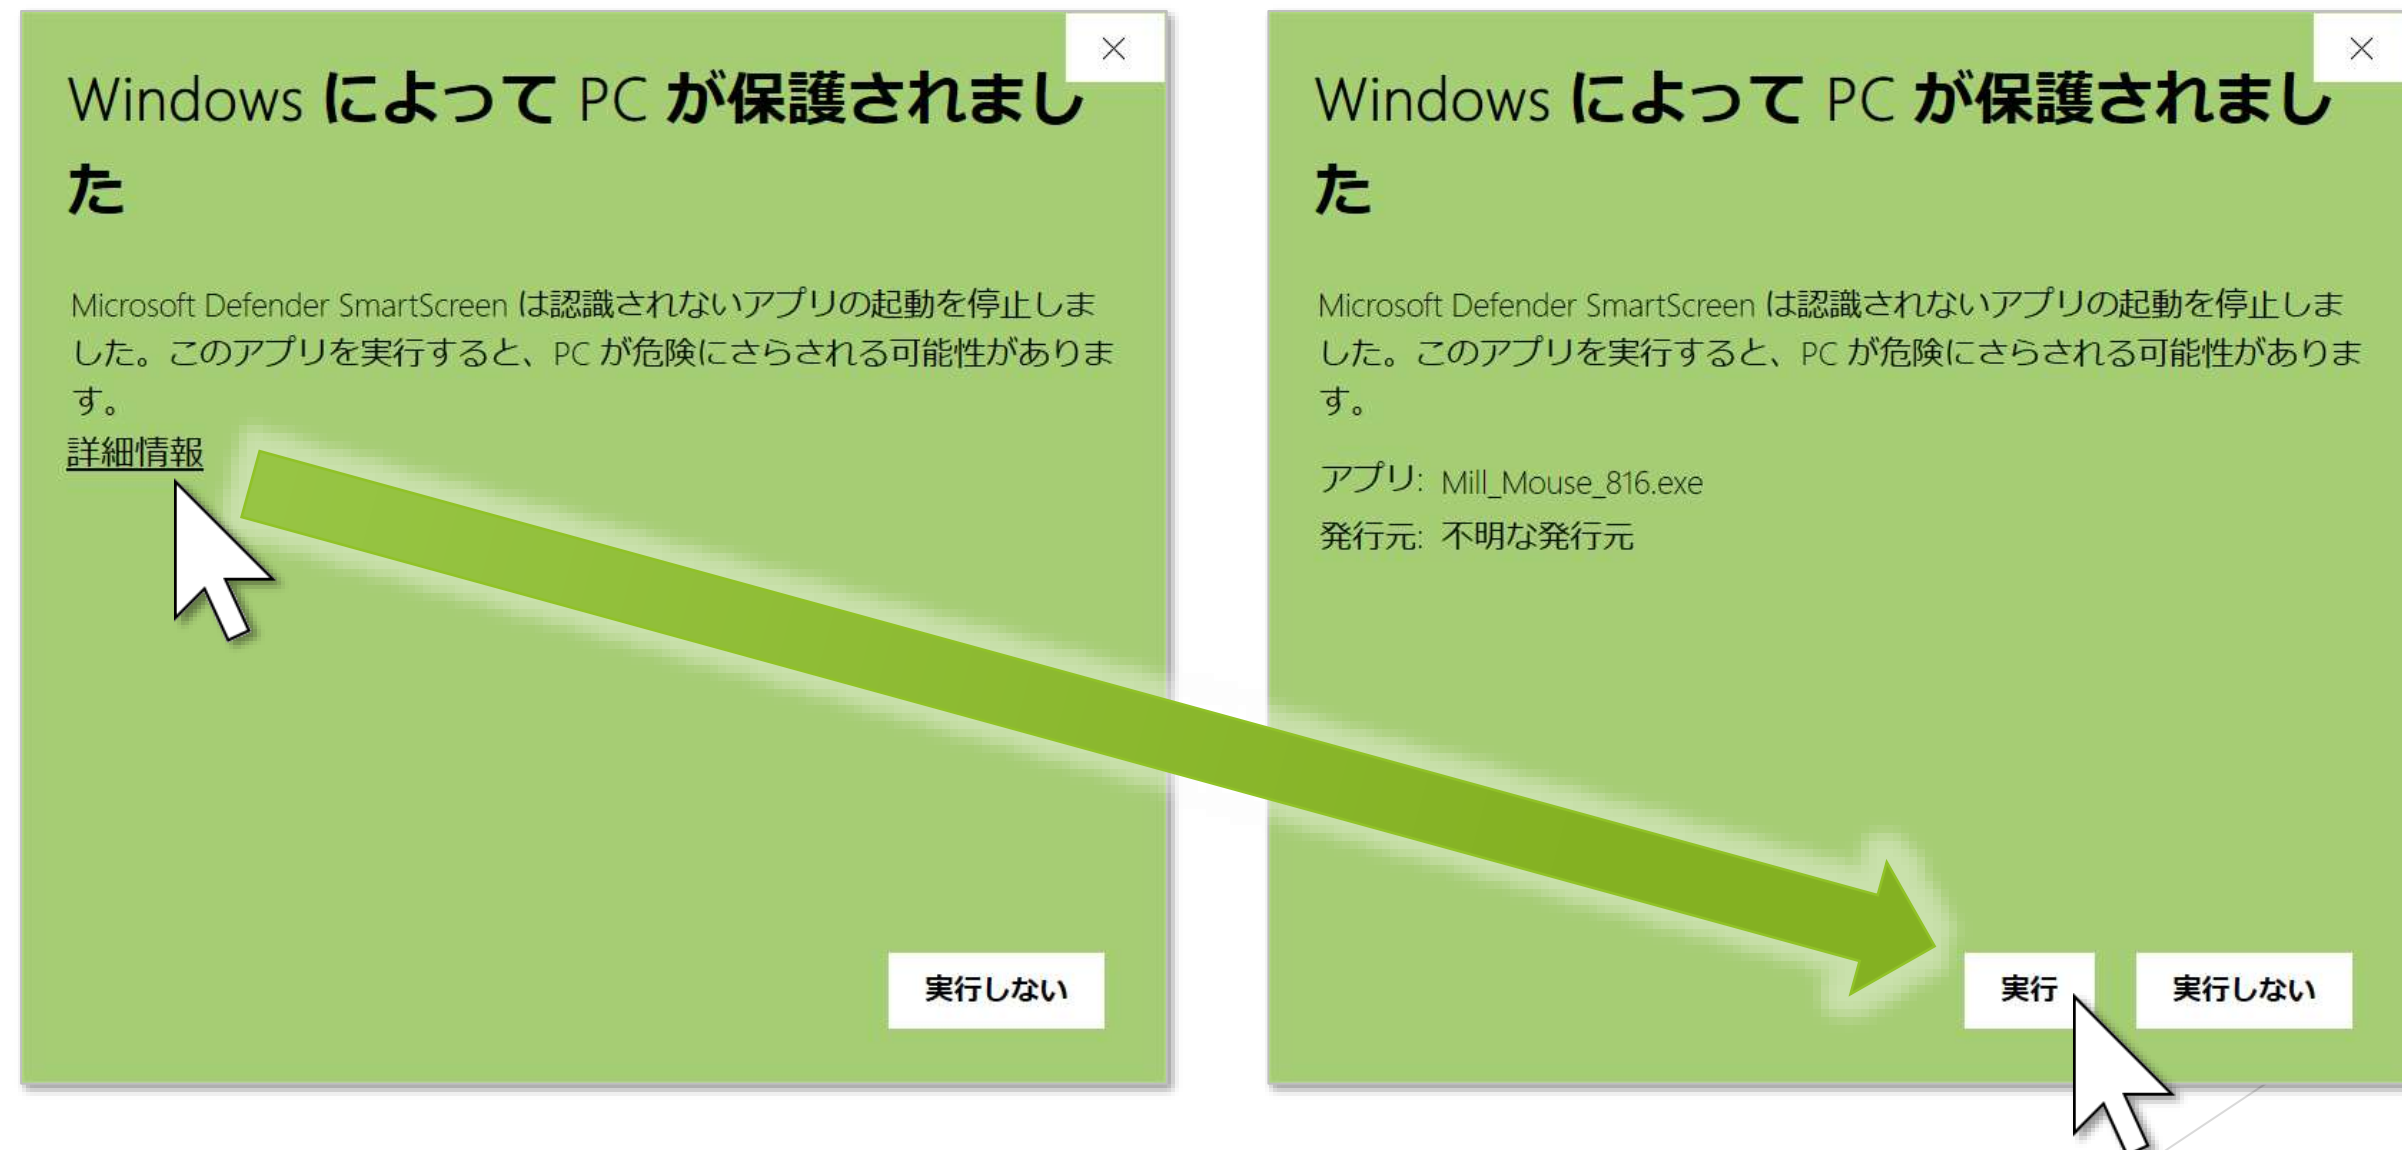 Windows によって PC が保護されまし
た
Microsoft Defender SmartScreen は認識されないアプリの起動を停止しま
した。このアプリを実行すると、PC が危険にさらされる可能性がありま
す。
詳細情報
実行しない
Windows によって PC が保護されまし
た
Microsoft Defender SmartScreen は認識されないアプリの起動を停止しま
した。このアプリを実行すると、PC が危険にさらされる可能性がありま
す。
アプリ: Mill_Mouse_816.exe
発行元: 不明な発行元
実行 実行しない